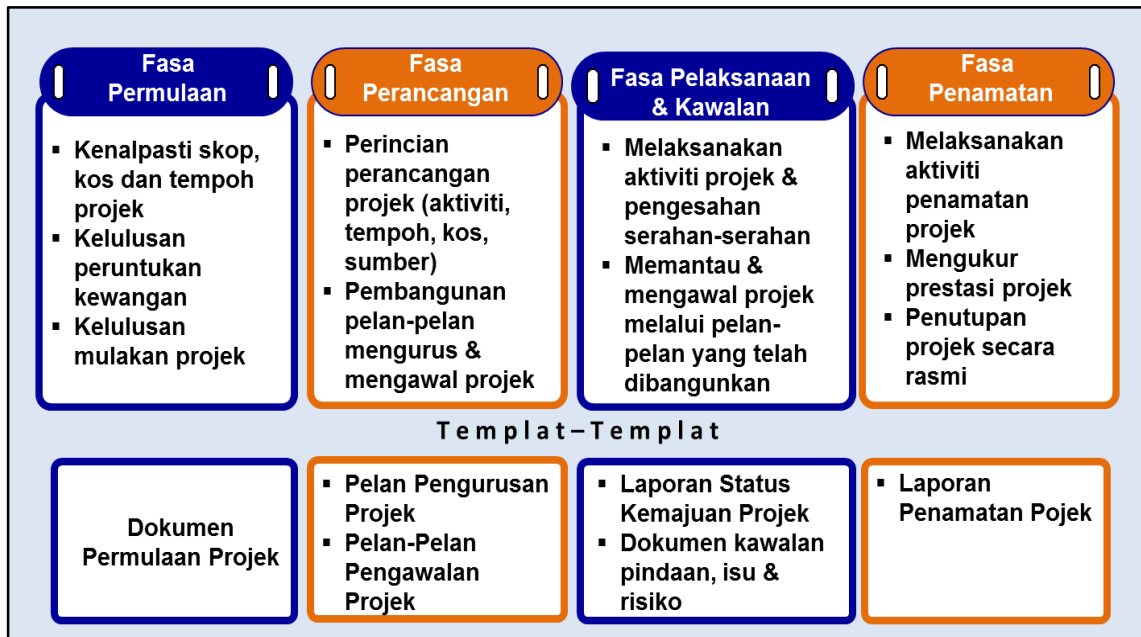 Fasa
Permulaan
▪ Kenalpasti skop,
kos dan tempoh
projek
▪ Kelulusan
peruntukan
kewangan
▪ Kelulusan
mulakan projek
Fasa
Perancangan
▪ Perincian
perancangan
projek (aktiviti,
tempoh, kos,
sumber)
▪ Pembangunan
pelan-pelan
mengurus &
mengawal projek
Fasa Pelaksanaan
& Kawalan
▪ Melaksanakan
aktiviti projek &
pengesahan
serahan-serahan
▪ Memantau &
mengawal projek
melalui pelan-
pelan yang telah
dibangunkan
Fasa
Penamatan
▪ Melaksanakan
aktiviti
penamatan
projek
▪ Mengukur
prestasi projek
▪ Penutupan
projek secara
rasmi
Templat–Templat
Dokumen
Permulaan Projek
▪ Pelan Pengurusan
Projek
▪ Pelan-Pelan
Pengawalan
Projek
▪ Laporan Status
Kemajuan Projek
▪ Dokumen kawalan
pindaan, isu &
risiko
▪ Laporan
Penamatan Pojek